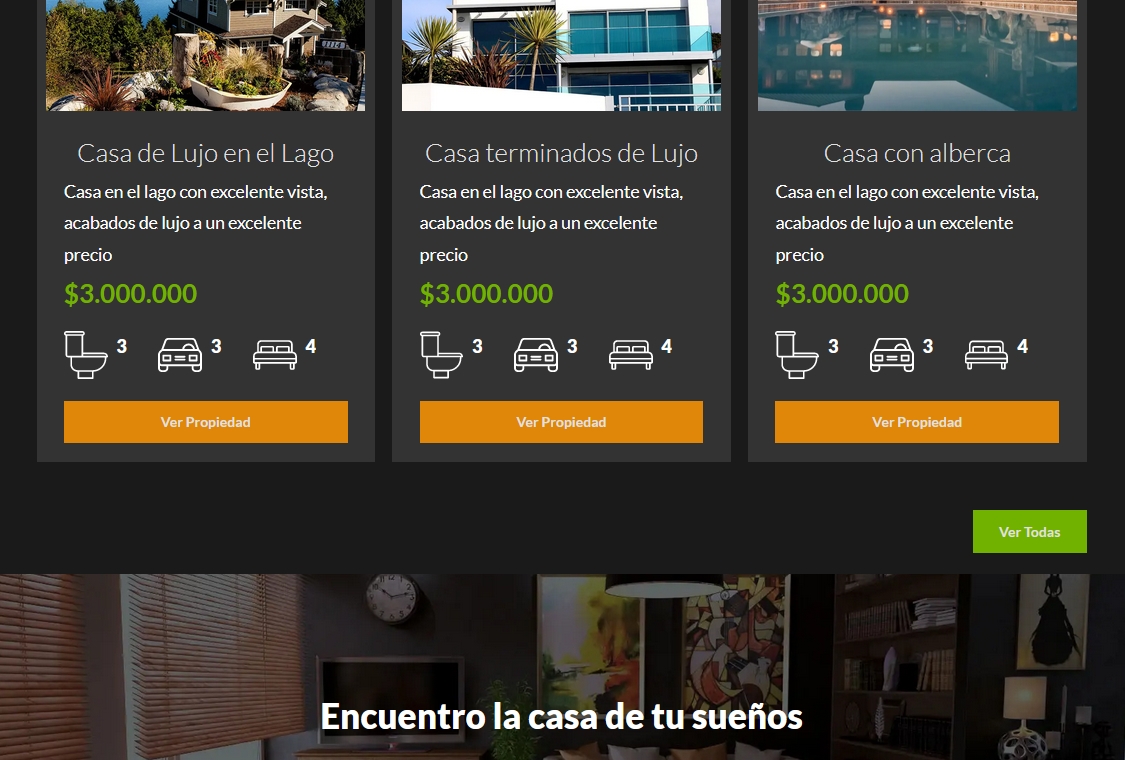 1114
Casa de Lujo en el Lago
Casa en el lago con excelente vista,
acabados de lujo a un excelente
precio
$3.000.000
3 3 4
Ver Propiedad
Casa terminados de Lujo
Casa en el lago con excelente vista,
acabados de lujo a un excelente
precio
$3.000.000
3 3 4
Ver Propiedad
Casa con alberca
Casa en el lago con excelente vista,
acabados de lujo a un excelente
precio
$3.000.000
3 3 4
Ver Propiedad
Ver Todas
Encuentro la casa de tu sueños